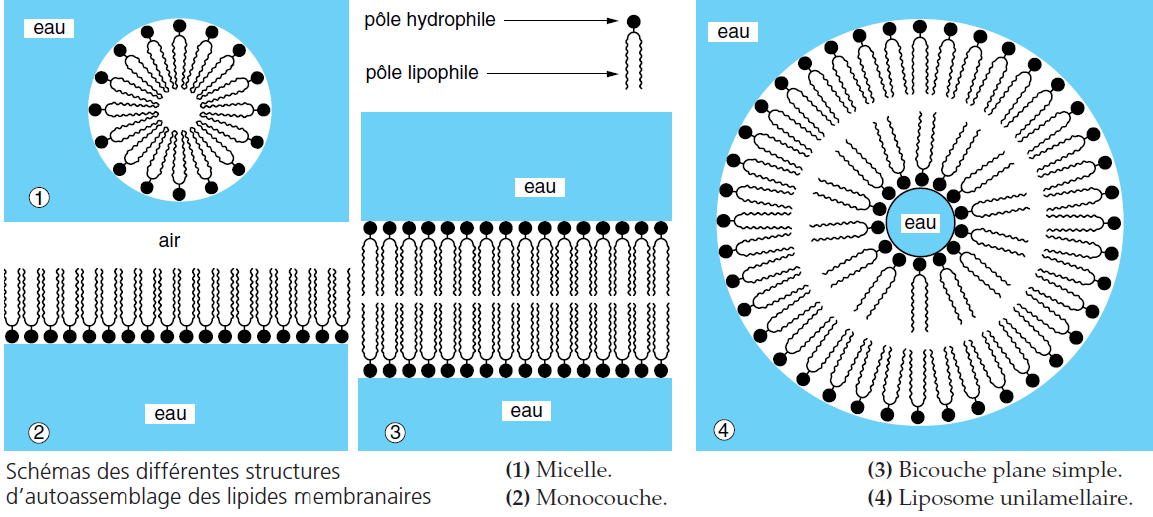 eau
1
air
eau
2
pôle hydrophile
pôle lipophile
eau
eau
3
eau
eau
4
Schémas des différentes structures
d’autoassemblage des lipides membranaires
(1) Micelle.
(2) Monocouche.
(3) Bicouche plane simple.
(4) Liposome unilamellaire.